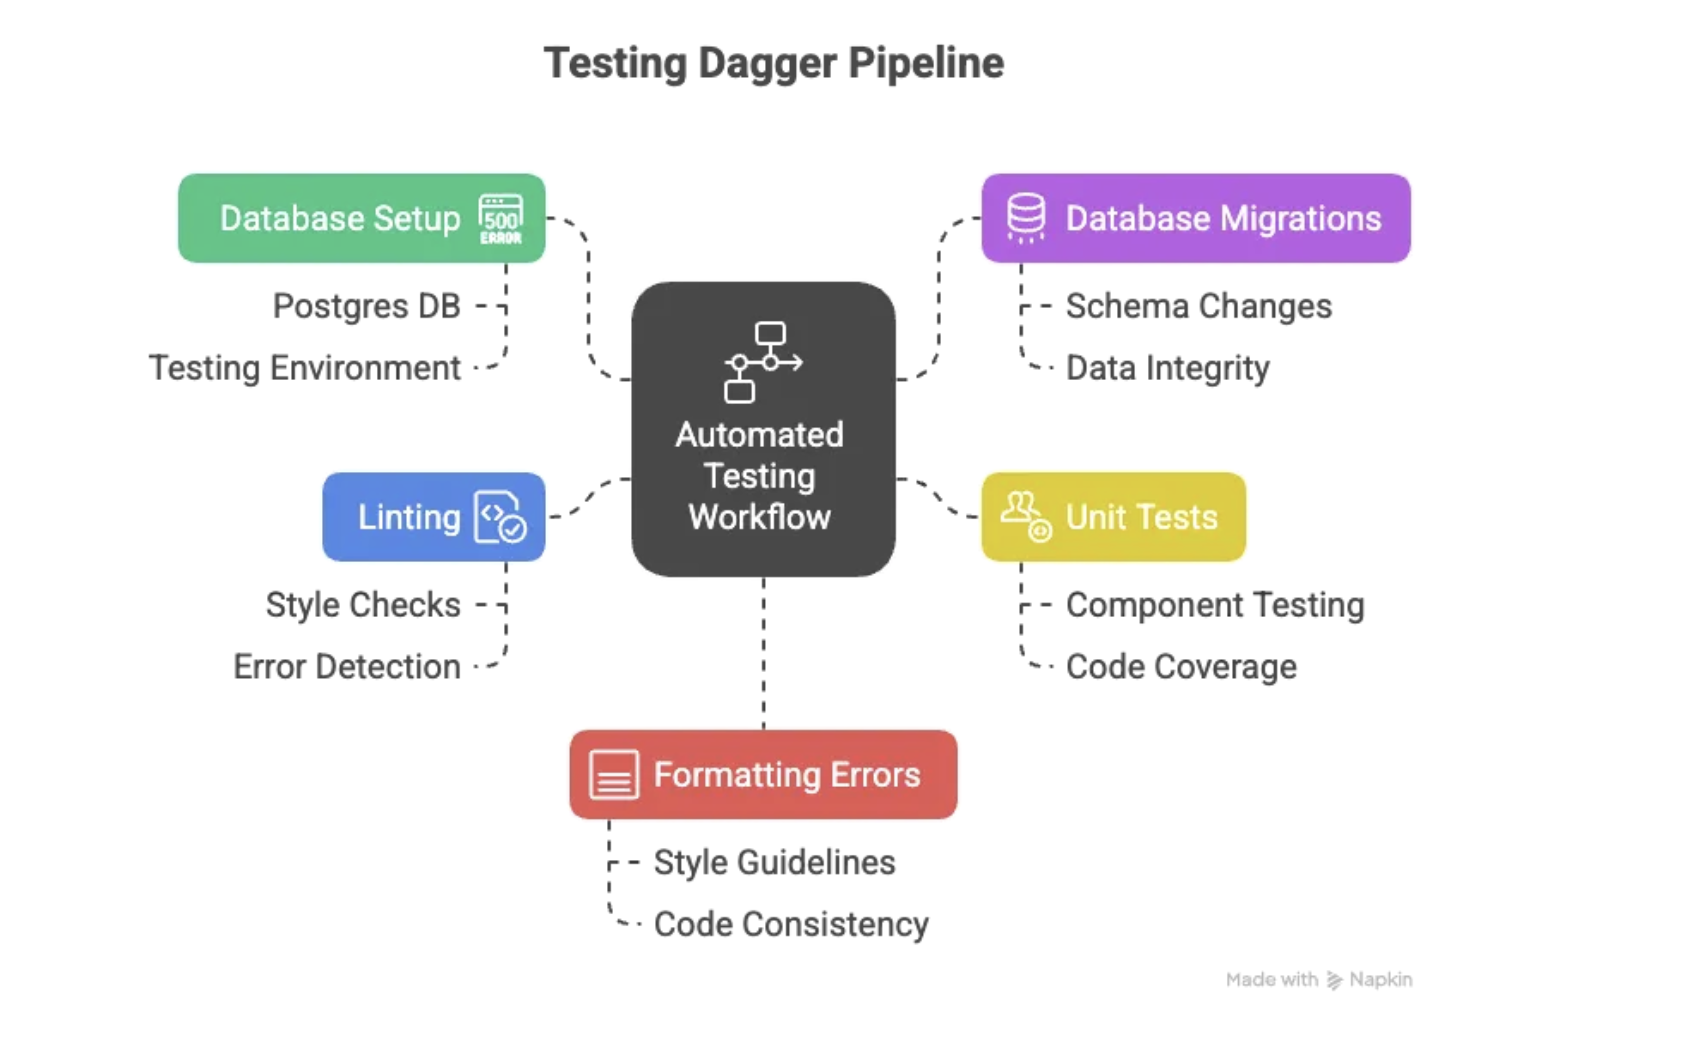 Testing Dagger Pipeline
Database Setup
500
ERROR
Postgres DB
Testing Environment
Database Migrations
Schema Changes
Data Integrity
Automated
Testing
Workflow
Linting
Style Checks
Error Detection
Unit Tests
Component Testing
Code Coverage
Formatting Errors
Style Guidelines
Code Consistency
Made with Napkin